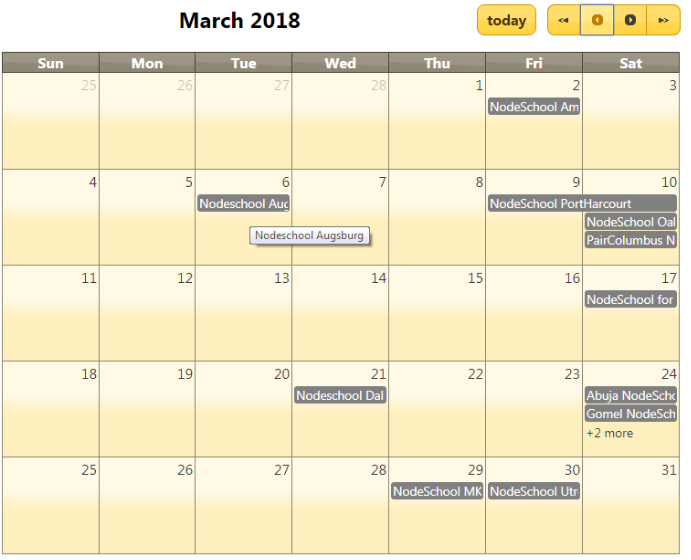 March 2018
today
Sun Mon Tue Wed Thu Fri Sat
25 26 27 28 1 2 3
NodeSchool Am
4 5 6 7 8 9 10
Nodeschool Aug NodeSchool PortHarcourt
NodeSchool Oal
Nodeschool Augsburg
PairColumbus N
11 12 13 14 15 16 17
NodeSchool for
18 19 20 21 22 23 24
Nodeschool Dal Abuja NodeScho
Gomel NodeSch
+2 more
25 26 27 28 29 30 31
NodeSchool MK NodeSchool Utr